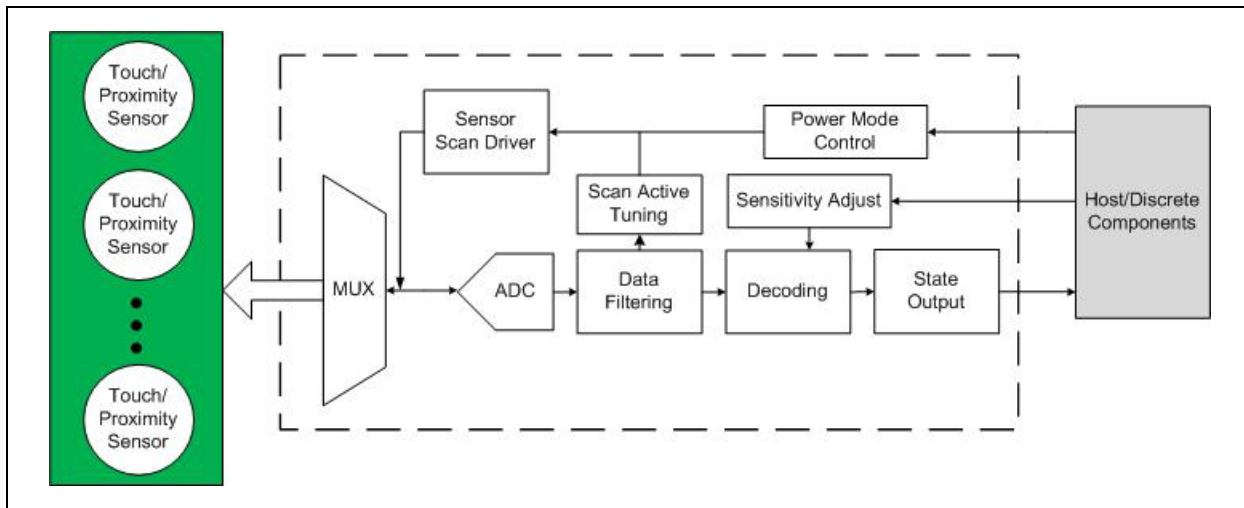 Touch/
Proximity
Sensor
Touch/
Proximity
Sensor
Touch/
Proximity
Sensor
Sensor
Scan Driver
Power Mode
Control
Scan Active
Tuning
Sensitivity Adjust
Host/Discrete
Components
MUX
ADC
Data
Filtering
Decoding
State
Output